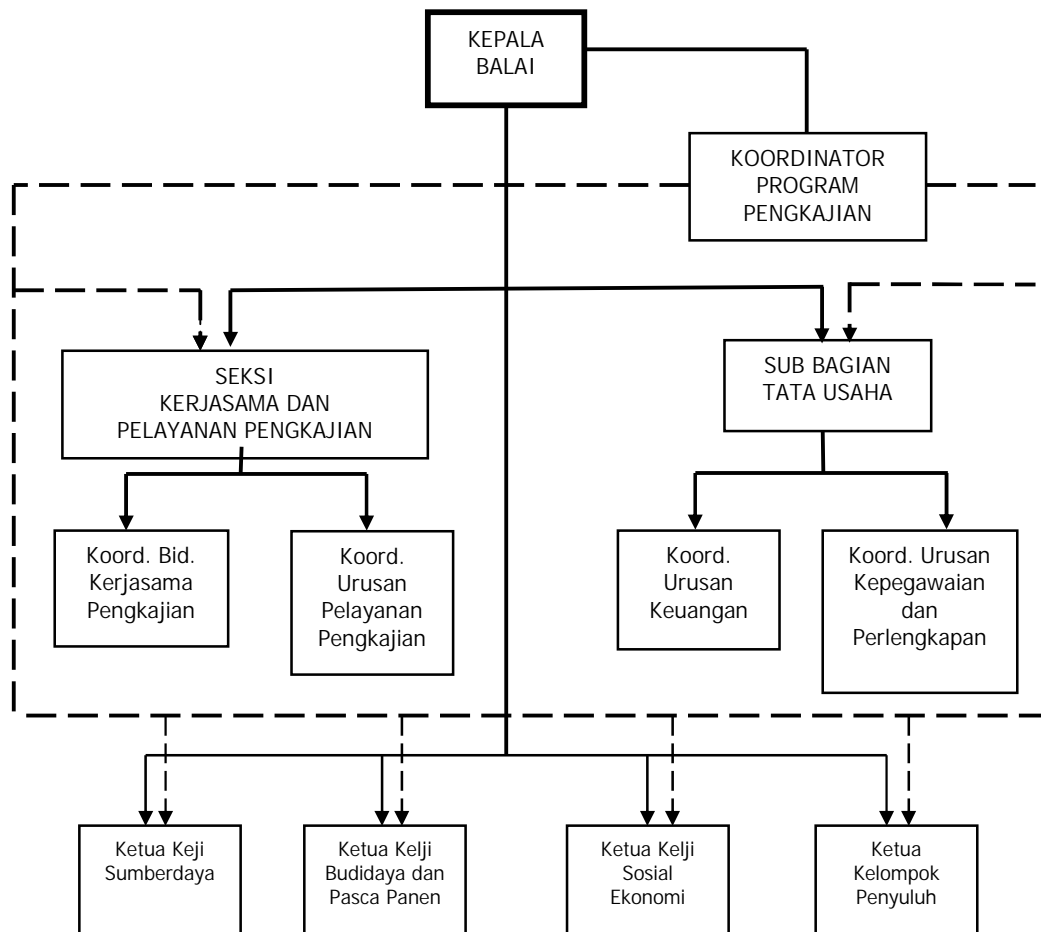 KEPALA
BALAI
KOORDINATOR
PROGRAM
PENGKAJIAN
SEKSI
KERJASAMA DAN
PELAYANAN PENGKAJIAN
SUB BAGIAN
TATA USAHA
Koord. Bid.
Kerjasama
Pengkajian
Koord.
Urusan
Pelayanan
Pengkajian
Koord.
Urusan
Keuangan
Koord. Urusan
Kepegawaian
dan
Perlengkapan
Ketua Keji
Sumberdaya
Ketua Kelji
Budidaya dan
Pasca Panen
Ketua Kelji
Sosial
Ekonomi
Ketua
Kelompok
Penyuluh